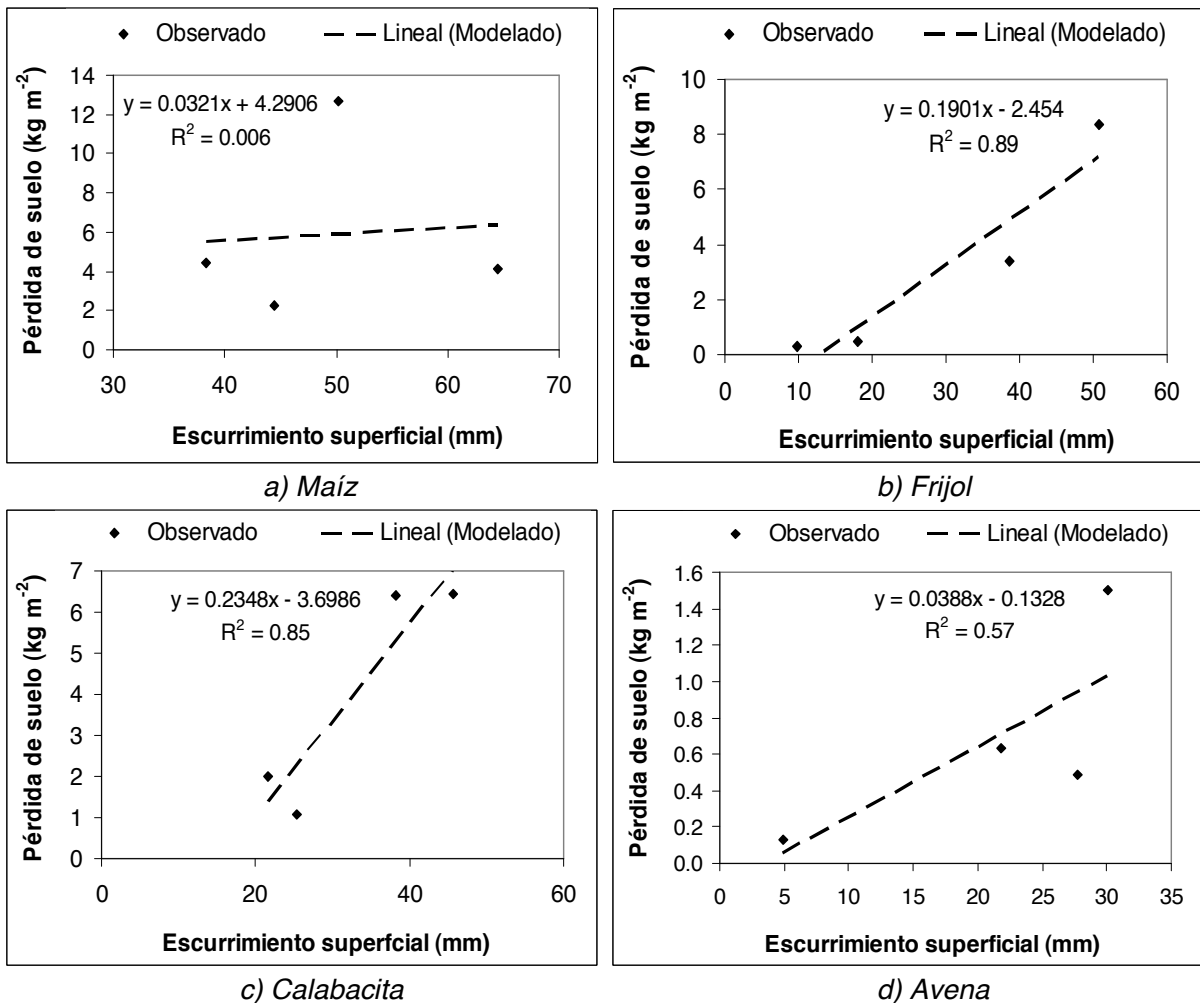 Observado Lineal (Modelado)
Pérdida de suelo (kg m-2)
14
12
10
8
6
4
2
0
y = 0.0321x + 4.2906
R2 = 0.006
30 40 50 60 70
Escurrimiento superficial (mm)
a) Maíz
Observado Lineal (Modelado)
Pérdida de suelo (kg m-2)
10
8
6
4
2
0
y = 0.1901x - 2.454
R2 = 0.89
0 10 20 30 40 50 60
Escurrimiento superficial (mm)
b) Frijol
Observado Lineal (Modelado)
Pérdida de suelo (kg m-2)
7
6
5
4
3
2
1
0
y = 0.2348x - 3.6986
R2 = 0.85
0 20 40 60
Escurrimiento superfcial (mm)
c) Calabacita
Observado Lineal (Modelado)
Pérdida de suelo (kg m-2)
1.6
1.4
1.2
1.0
0.8
0.6
0.4
0.2
0.0
y = 0.0388x - 0.1328
R2 = 0.57
0 5 10 15 20 25 30 35
Escurrimiento superficial (mm)
d) Avena